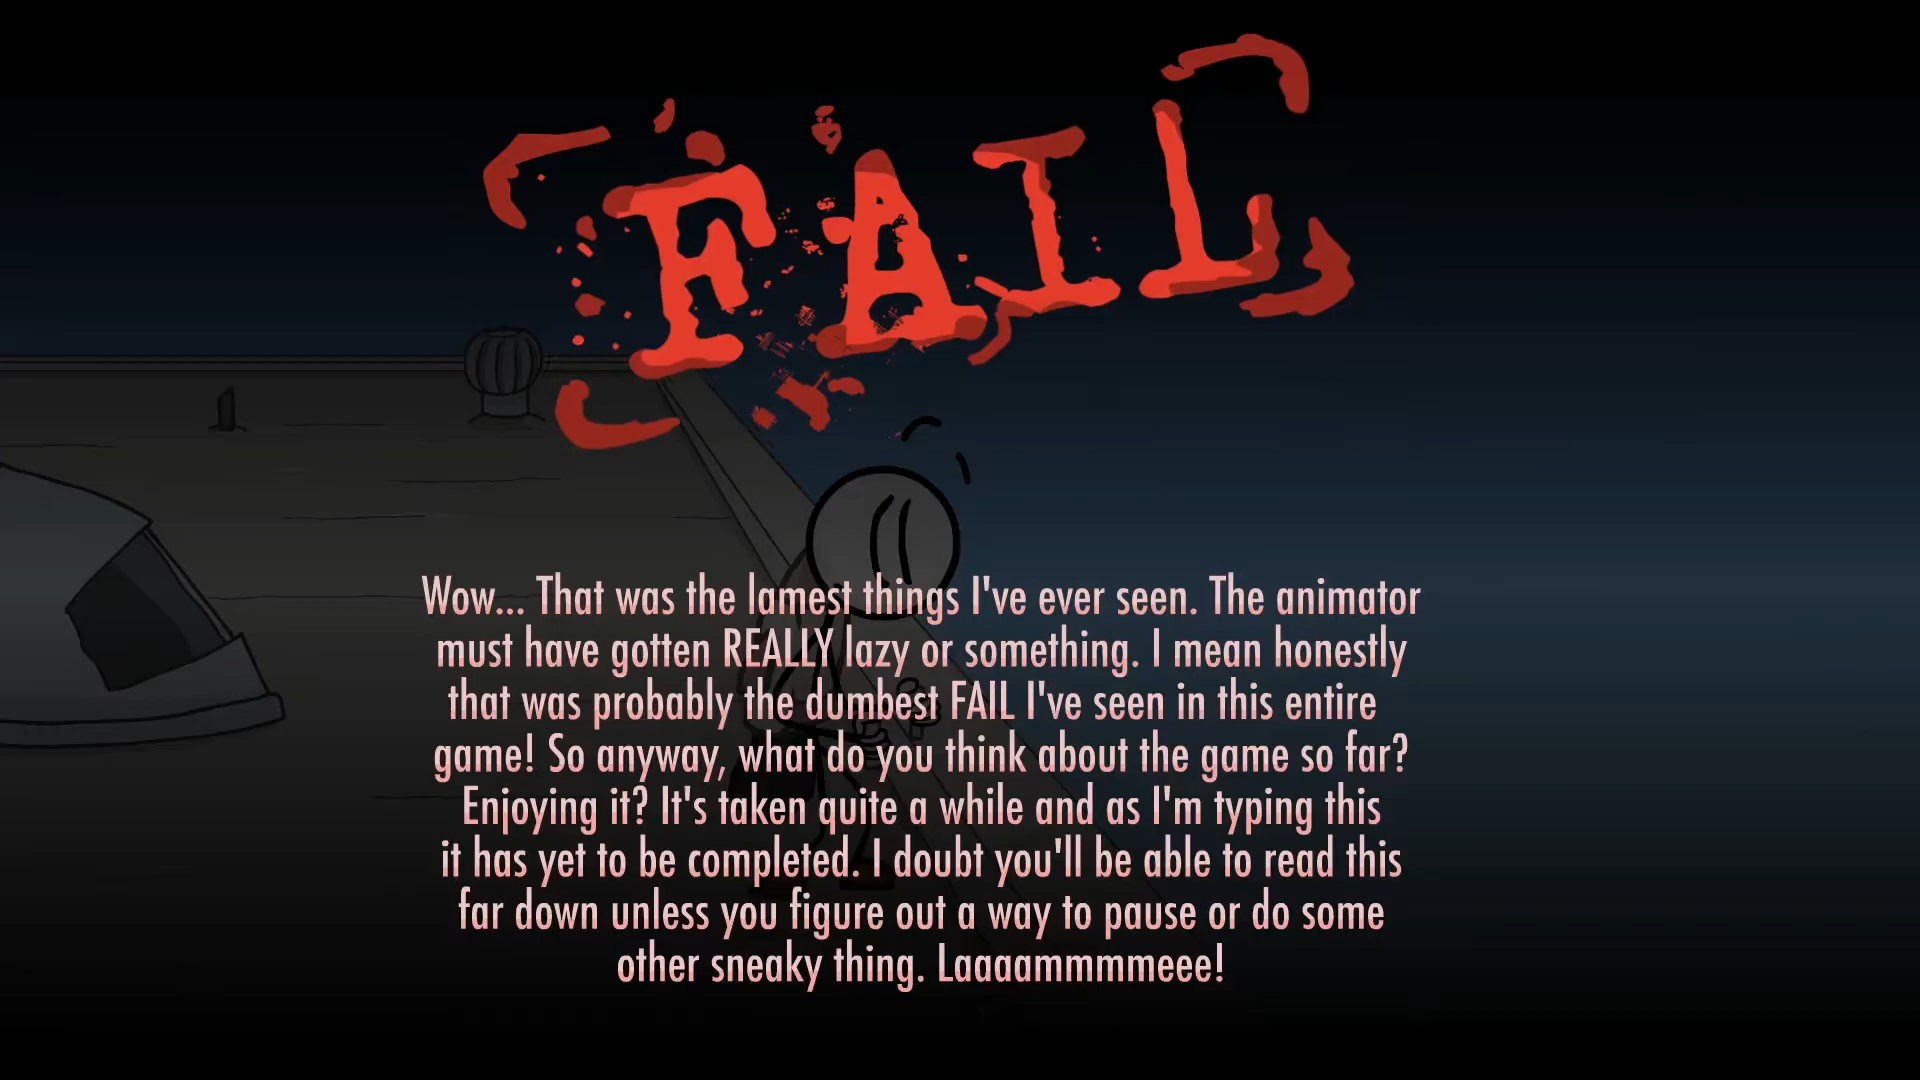 FAIL
Wow... That was the lamest things I've ever seen. The animator
must have gotten REALLY lazy or something. I mean honestly
that was probably the dumbest FAIL I've seen in this entire
game! So anyway, what do you think about the game so far?
Enjoying it? It's taken quite a while and as I'm typing this
it has yet to be completed. I doubt you'll be able to read this
far down unless you figure out a way to pause or do some
other sneaky thing. Laaaammmmeee!